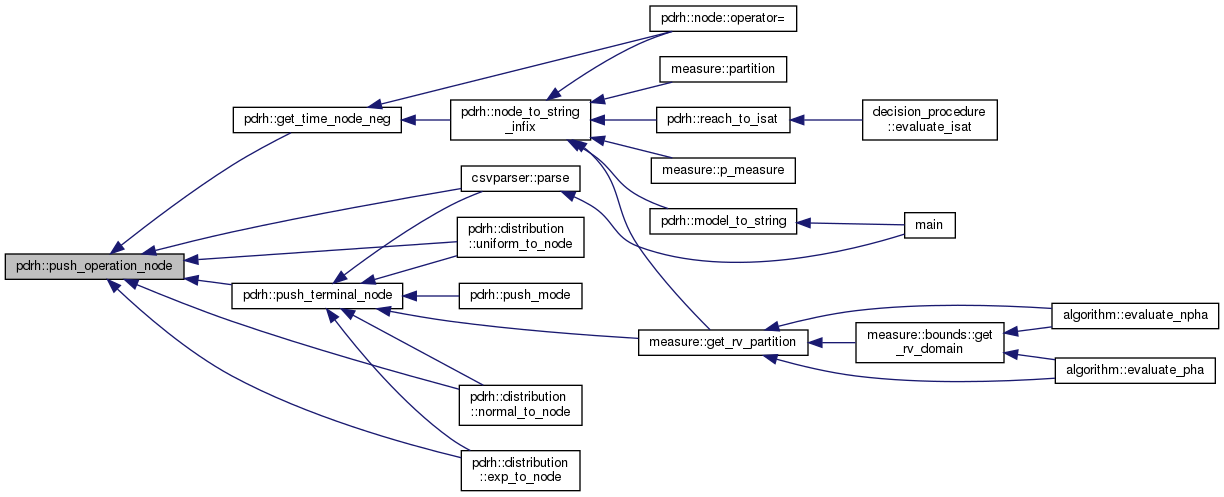 pdrh::node::operator=
measure::partition
pdrh::get_time_node_neg
pdrh::node_to_string
_infix
pdrh::reach_to_isat
decision_procedure
::evaluate_isat
measure::p_measure
csvparser::parse
pdrh::model_to_string
main
pdrh::distribution
::uniform_to_node
pdrh::push_operation_node
pdrh::push_terminal_node
pdrh::push_mode
measure::get_rv_partition
measure::bounds::get
_rv_domain
algorithm::evaluate_npha
algorithm::evaluate_pha
pdrh::distribution
::normal_to_node
pdrh::distribution
::exp_to_node